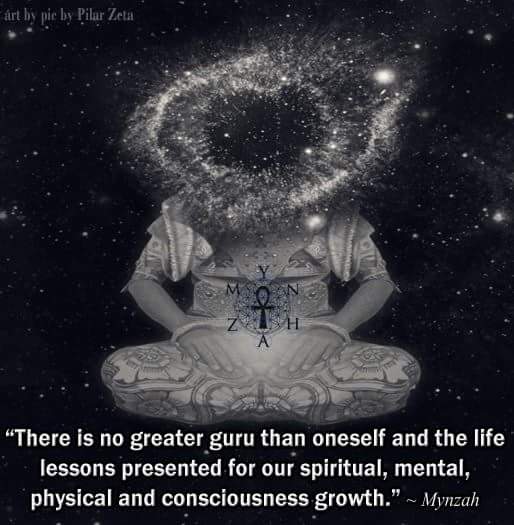 art by pic by Pilar Zeta
Y
M N
Z H
A
“There is no greater guru than oneself and the life
lessons presented for our spiritual, mental,
physical and consciousness growth.” ~ Mynzah